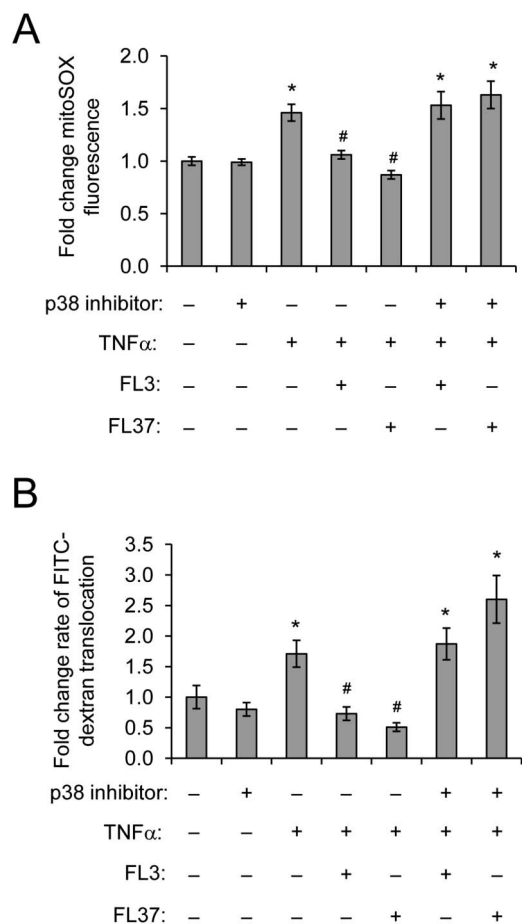 A
Fold change mitoSOX
fluorescence
2.0
1.5
1.0
0.5
0.0
* # # * *
p38 inhibitor: – + – – – + +
TNFα: – – + + + + +
FL3: – – – + – + –
FL37: – – – – + – +
B
Fold change rate of FITC-
dextran translocation
3.5
3.0
2.5
2.0
1.5
1.0
0.5
0.0
* # # * *
p38 inhibitor: – + – – – + +
TNFα: – – + + + + +
FL3: – – – + – + –
FL37: – – – – + – +